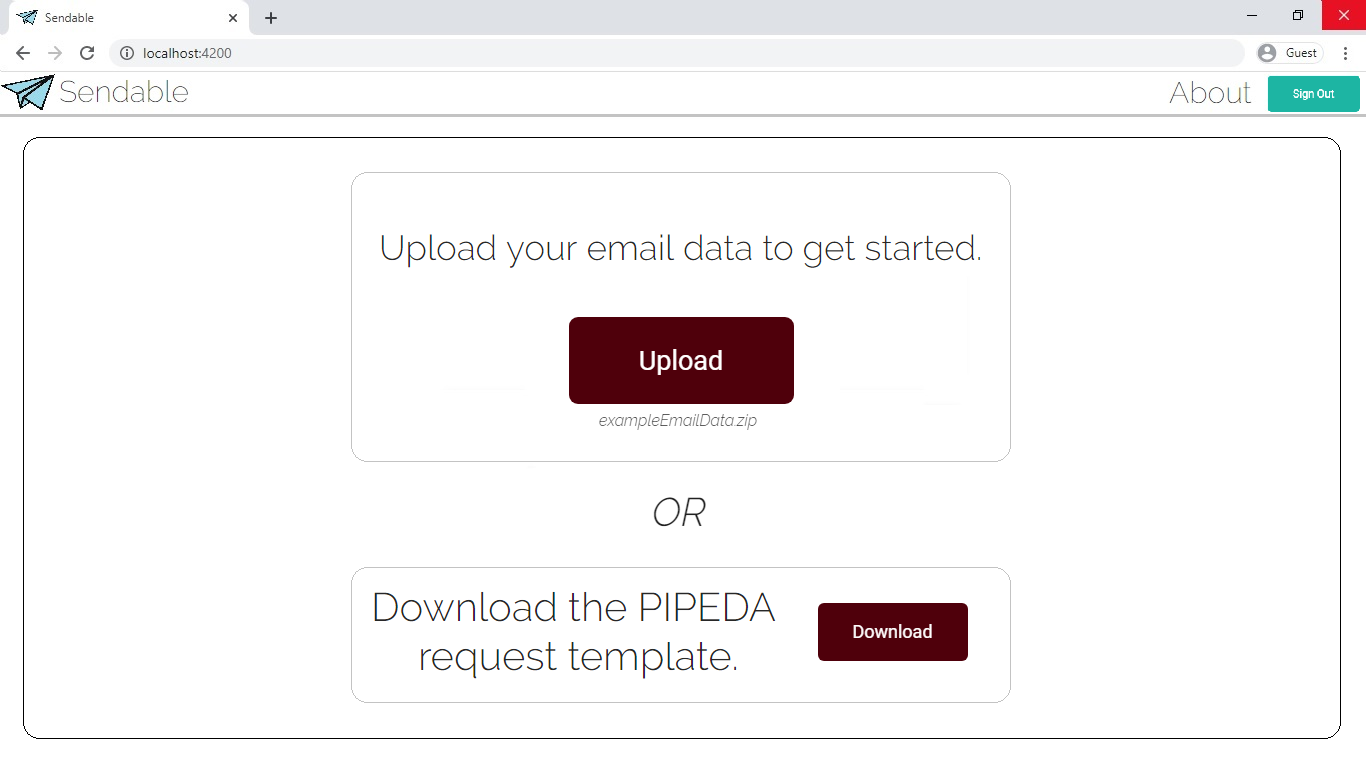 Sendable
localhost:4200
Guest
Sendable
About
Sign Out
Upload your email data to get started.
Upload
exampleEmailData.zip
OR
Download the PIPEDA
request template.
Download